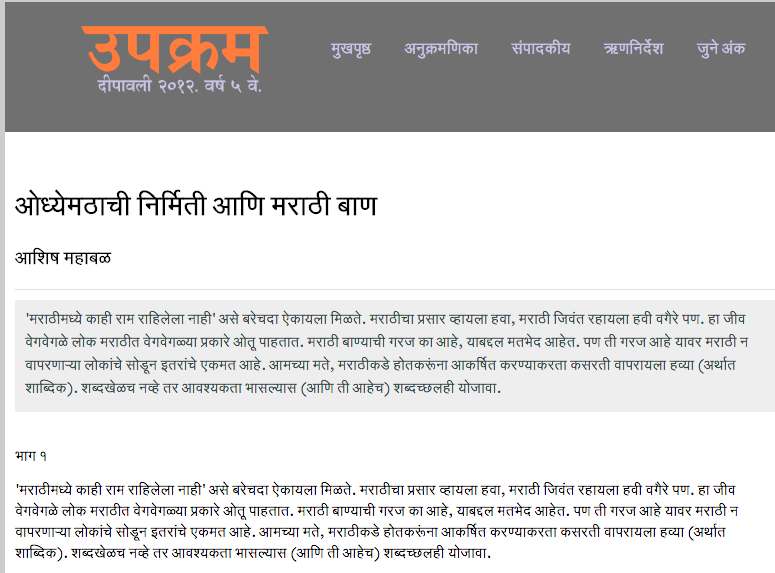 उपक्रम
दीपावली २०१२. वर्ष ५ वे.
मुखपृष्ठ अनुक्रमणिका संपादकीय ऋणनिर्देश जुने अंक
ओध्येमठाची निर्मिती आणि मराठी बाण
आशिष महाबळ
'मराठीमध्ये काही राम राहिलेला नाही' असे बरेचदा ऐकायला मिळते. मराठीचा प्रसार व्हायला हवा, मराठी जिवंत रहायला हवी वगैरे पण. हा जीव
वेगवेगळे लोक मराठीत वेगवेगळ्या प्रकारे ओतू पाहतात. मराठी बाण्याची गरज का आहे, याबद्दल मतभेद आहेत. पण ती गरज आहे यावर मराठी न
वापरणाऱ्या लोकांचे सोडून इतरांचे एकमत आहे. आमच्या मते, मराठीकडे होतकरूंना आकर्षित करण्याकरता कसरती वापरायला हव्या (अर्थात
शाब्दिक). शब्दखेळच नव्हे तर आवश्यकता भासल्यास (आणि ती आहेच) शब्दच्छलही योजावा.
भाग १
'मराठीमध्ये काही राम राहिलेला नाही' असे बरेचदा ऐकायला मिळते. मराठीचा प्रसार व्हायला हवा, मराठी जिवंत रहायला हवी वगैरे पण. हा जीव
वेगवेगळे लोक मराठीत वेगवेगळ्या प्रकारे ओतू पाहतात. मराठी बाण्याची गरज का आहे, याबद्दल मतभेद आहेत. पण ती गरज आहे यावर मराठी न
वापरणाऱ्या लोकांचे सोडून इतरांचे एकमत आहे. आमच्या मते, मराठीकडे होतकरूंना आकर्षित करण्याकरता कसरती वापरायला हव्या (अर्थात
शाब्दिक). शब्दखेळच नव्हे तर आवश्यकता भासल्यास (आणि ती आहेच) शब्दच्छलही योजावा.